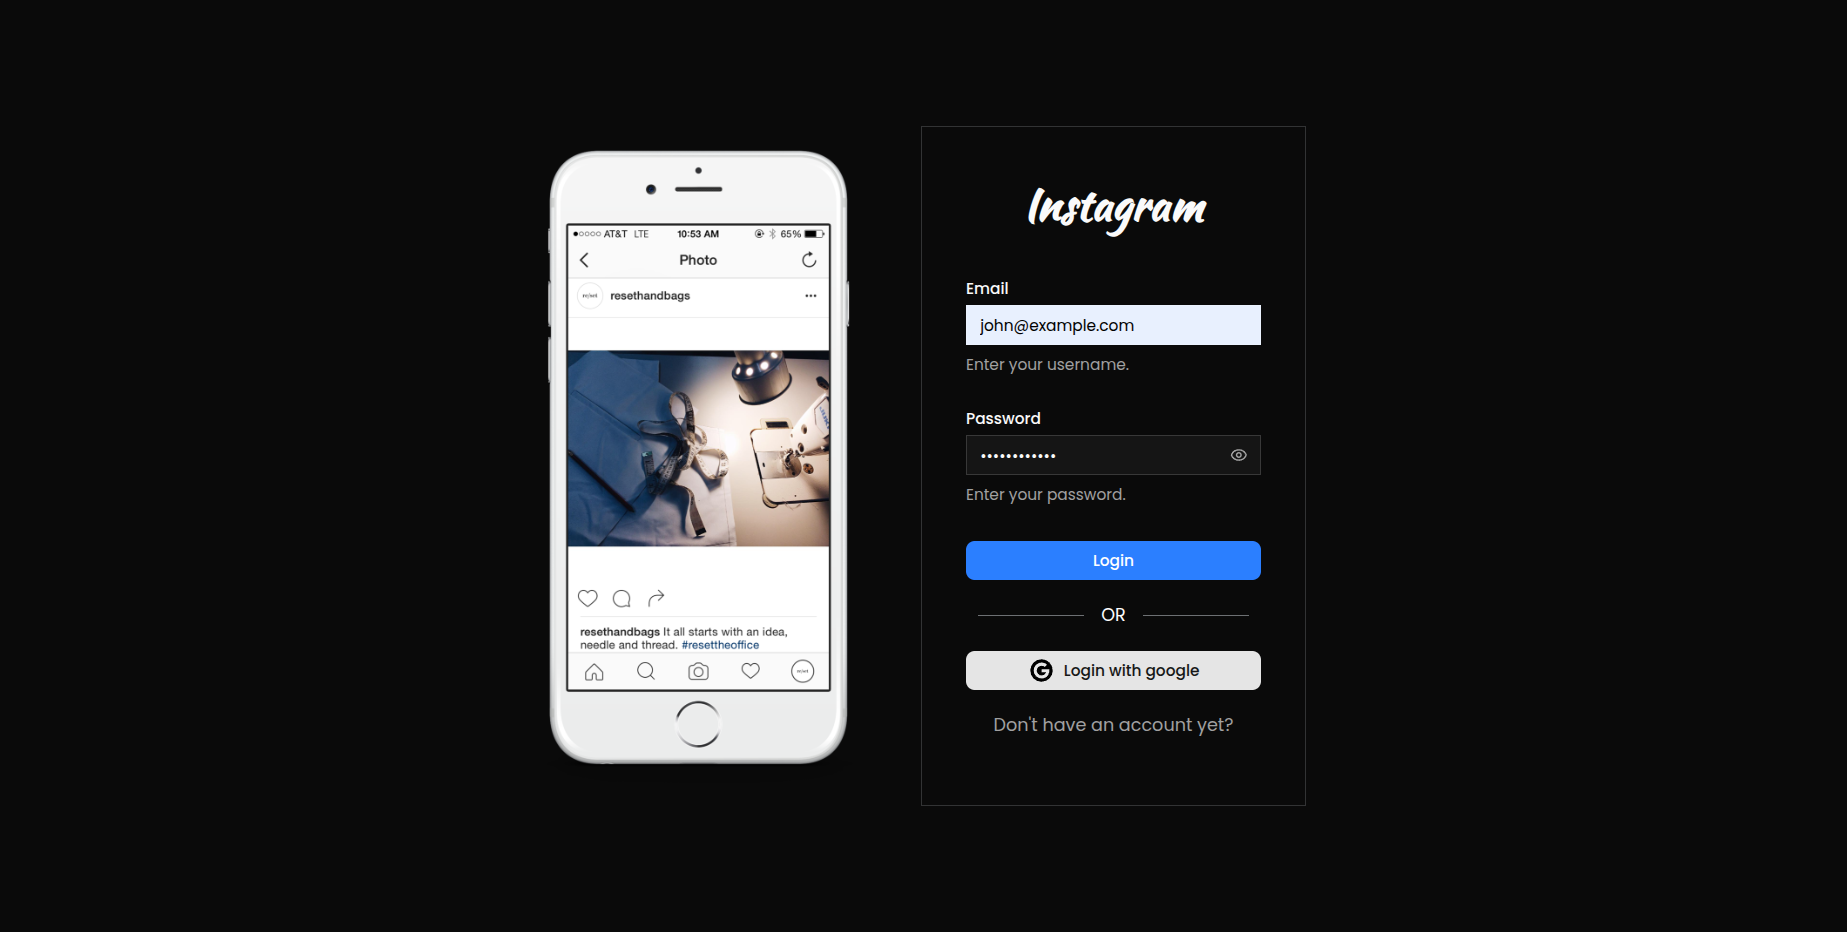 AT&T LTE 10:53 AM 65%
Photo
resethandbags
resethandbags It all starts with an idea,
needle and thread. #resettheoffice
Instagram
Email
john@example.com
Enter your username.
Password
••••••••••••
Enter your password.
Login
OR
Login with google
Don't have an account yet?